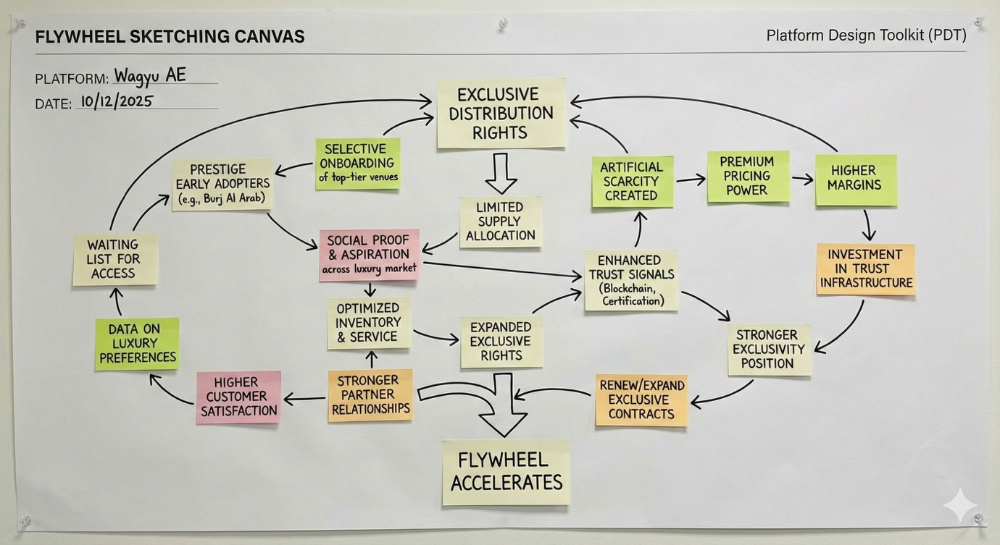 FLYWHEEL SKETCHING CANVAS
Platform Design Toolkit (PDT)
PLATFORM: Wagyu AE
DATE: 10/12/2025
EXCLUSIVE
DISTRIBUTION
RIGHTS
SELECTIVE
ONBOARDING
of top-tier venues
PRESTIGE
EARLY ADOPTERS
(e.g., Burj Al Arab)
ARTIFICIAL
SCARCITY
CREATED
PREMIUM
PRICING
POWER
HIGHER
MARGINS
LIMITED
SUPPLY
ALLOCATION
WAITING
LIST FOR
ACCESS
SOCIAL PROOF
& ASPIRATION
across luxury market
ENHANCED
TRUST SIGNALS
(Blockchain,
Certification)
INVESTMENT
IN TRUST
INFRASTRUCTURE
OPTIMIZED
INVENTORY
& SERVICE
EXPANDED
EXCLUSIVE
RIGHTS
STRONGER
EXCLUSIVITY
POSITION
DATA ON
LUXURY
PREFERENCES
HIGHER
CUSTOMER
SATISFACTION
STRONGER
PARTNER
RELATIONSHIPS
RENEW/EXPAND
EXCLUSIVE
CONTRACTS
FLYWHEEL
ACCELERATES